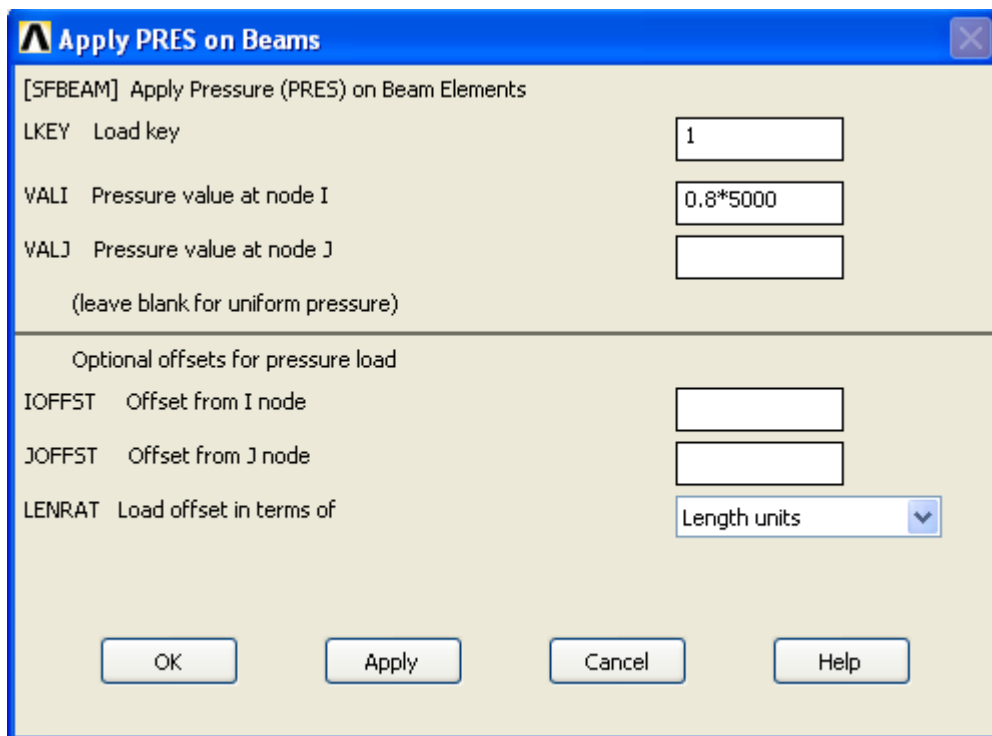 Apply PRES on Beams
[SFBEAM] Apply Pressure (PRES) on Beam Elements
LKEY Load key 1
VALI Pressure value at node I 0.8*5000
VALJ Pressure value at node J
(leave blank for uniform pressure)
Optional offsets for pressure load
IOFFST Offset from I node
JOFFST Offset from J node
LENRAT Load offset in terms of Length units
OK Apply Cancel Help